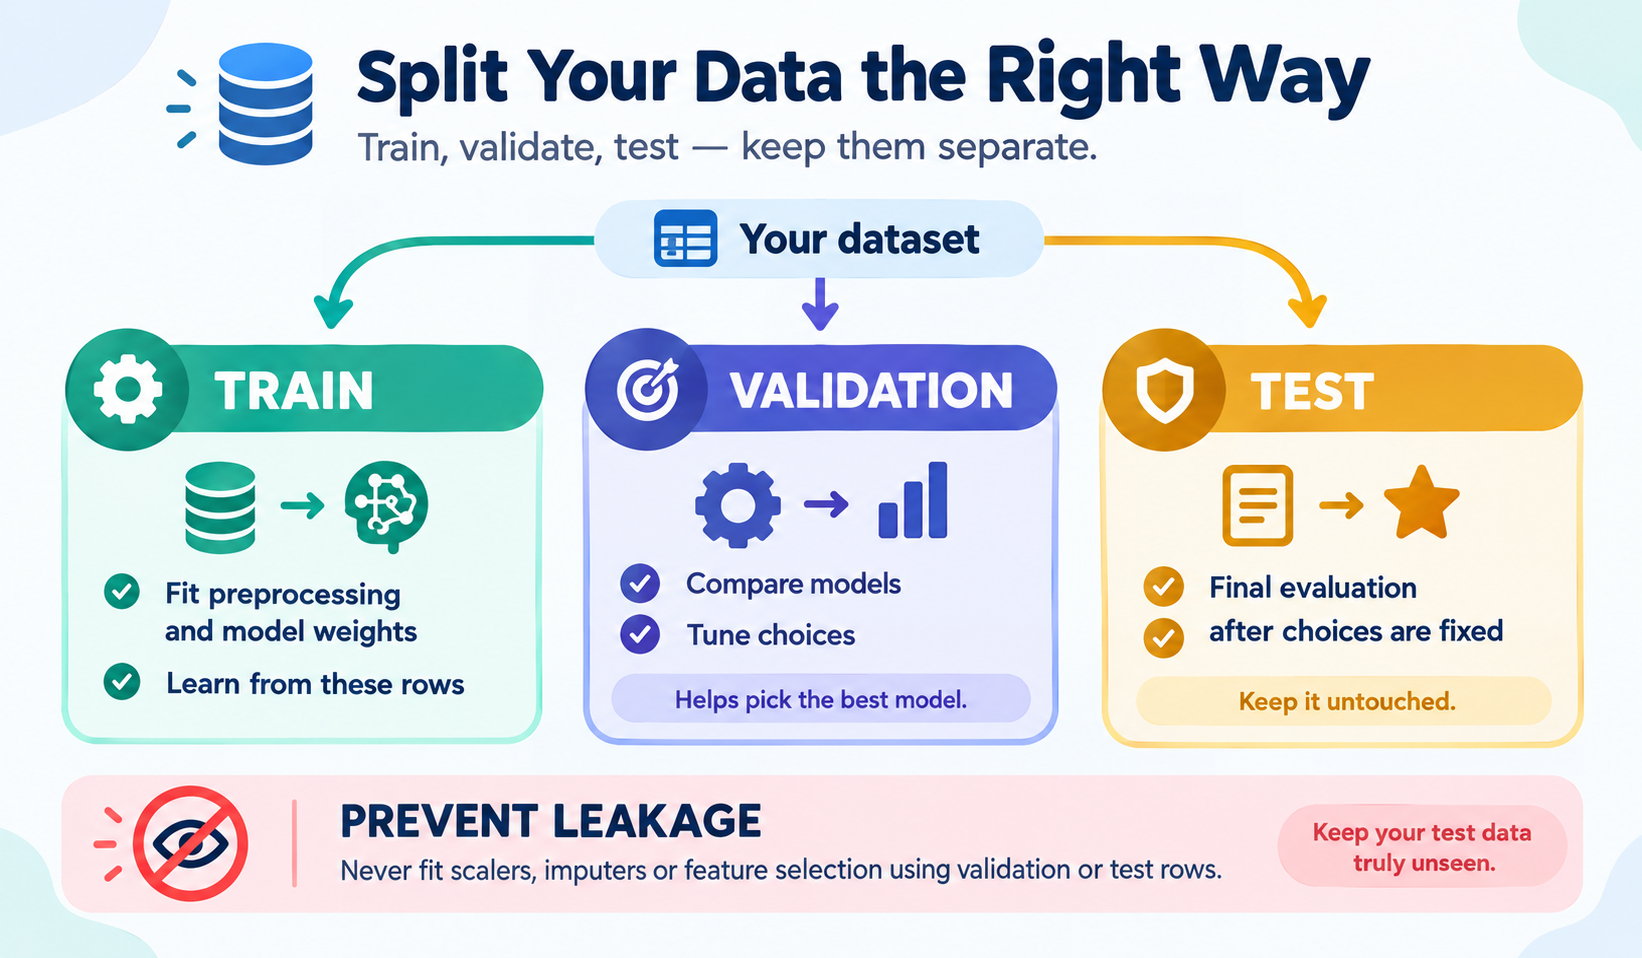 Split Your Data the Right Way
Train, validate, test — keep them separate.
Your dataset
TRAIN
Fit preprocessing
and model weights
Learn from these rows
VALIDATION
Compare models
Tune choices
Helps pick the best model.
TEST
Final evaluation
after choices are fixed
Keep it untouched.
PREVENT LEAKAGE
Never fit scalers, imputers or feature selection using validation or test rows.
Keep your test data
truly unseen.